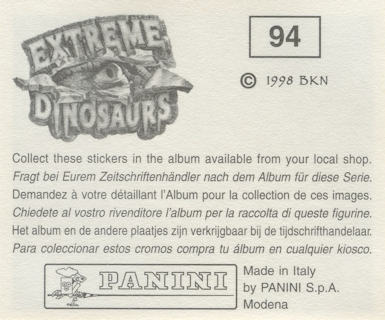 EXTREME
DINOSAURS
94
© 1998 BKN
Collect these stickers in the album available from your local shop.
Fragt bei Eurem Zeitschriftenhändler nach dem Album für diese Serie.
Demandez à votre détaillant l'Album pour la collection de ces images.
Chiedete al vostro rivenditore l'album per la raccolta di queste figurine.
Het album en de andere plaatjes zijn verkrijgbaar bij de tijdschrifthandelaar.
Para coleccionar estos cromos compra tu álbum en cualquier kiosco.
PANINI
Made in Italy
by PANINI S.p.A.
Modena